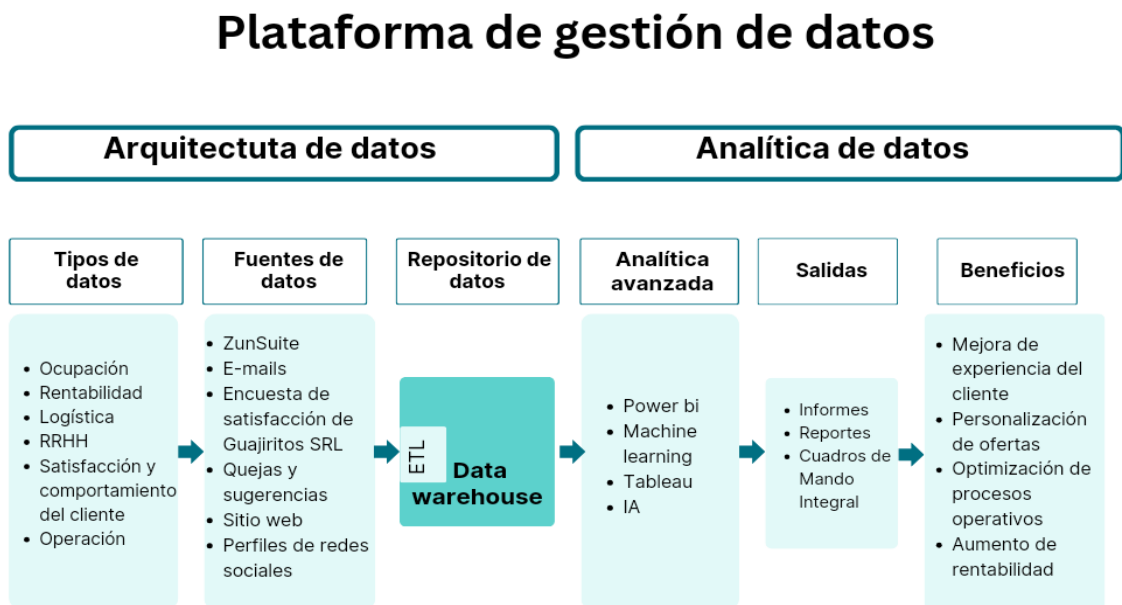 Plataforma de gestión de datos
Arquitectuta de datos
Analítica de datos
Tipos de
datos
Fuentes de
datos
Repositorio de
datos
Analítica
avanzada
Salidas
Beneficios
• Ocupación
• Rentabilidad
• Logística
• RRHH
• Satisfacción y
comportamiento
del cliente
• Operación
• ZunSuite
• E-mails
• Encuesta de
satisfacción de
Guajiritos SRL
• Quejas y
sugerencias
• Sitio web
• Perfiles de redes
sociales
ETL
Data
warehouse
• Power bi
• Machine
learning
• Tableau
• IA
• Informes
• Reportes
• Cuadros de
Mando
Integral
• Mejora de
experiencia del
cliente
• Personalización
de ofertas
• Optimización de
procesos
operativos
• Aumento de
rentabilidad